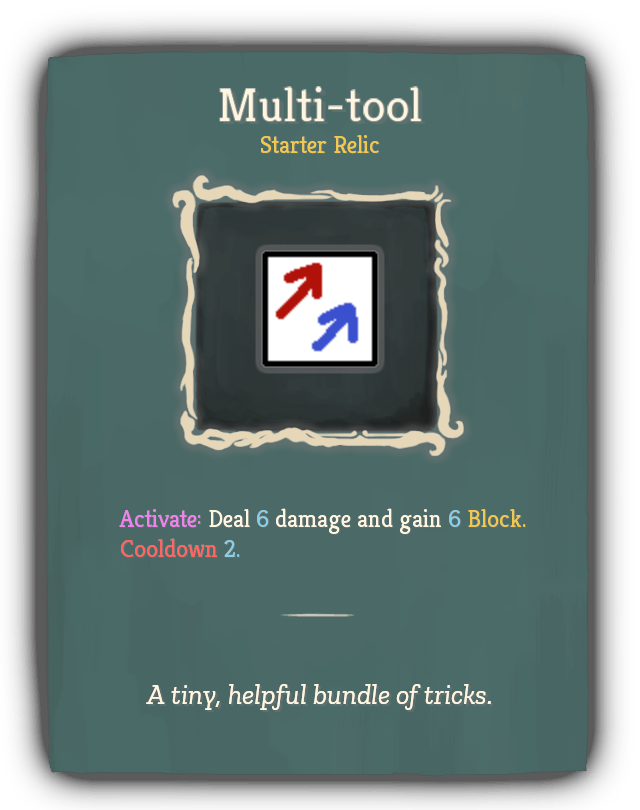 Multi-tool
Starter Relic
Activate: Deal 6 damage and gain 6 Block.
Cooldown 2.
A tiny, helpful bundle of tricks.